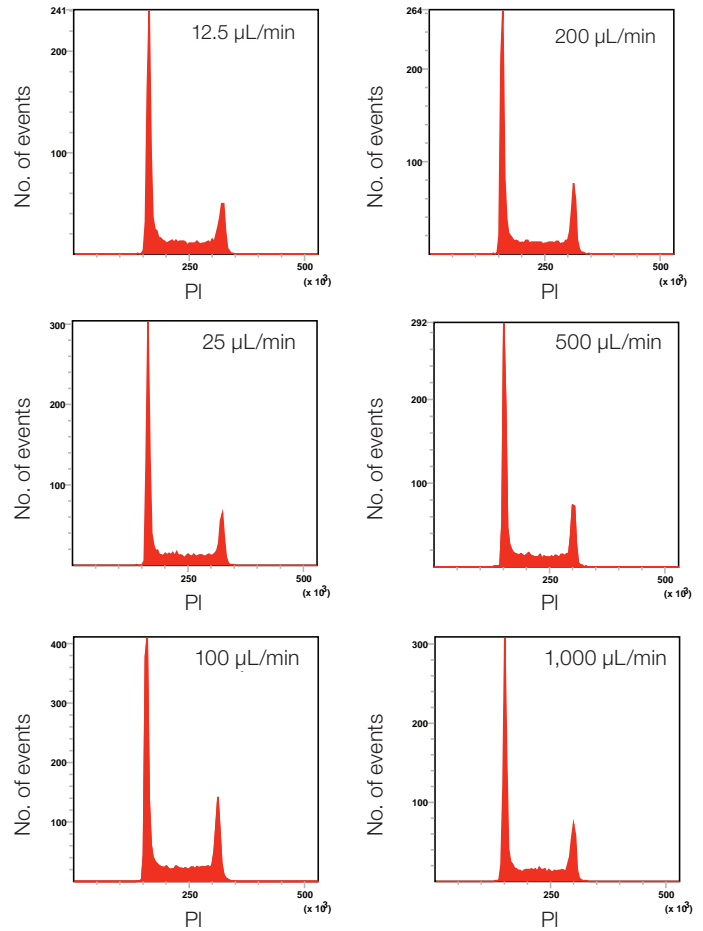 241
200
100
12.5 µL/min
No. of events
250
500
(x 10³)
PI
264
200
100
200 µL/min
No. of events
250
500
(x 10³)
PI
300
200
100
25 µL/min
No. of events
250
500
(x 10³)
PI
292
200
100
500 µL/min
No. of events
250
500
(x 10³)
PI
400
300
200
100
100 µL/min
No. of events
250
500
(x 10³)
PI
300
200
100
1,000 µL/min
No. of events
250
500
(x 10³)
PI